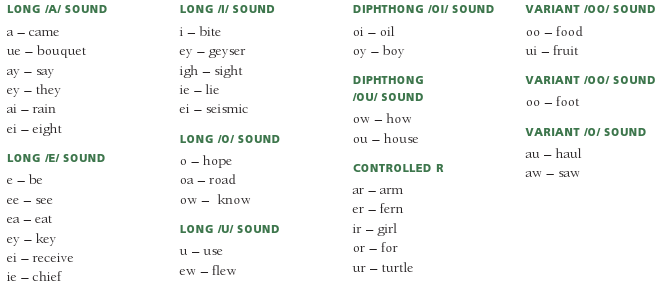 LONG /A/ SOUND
a – came
ue – bouquet
ay – say
ey – they
ai – rain
ei – eight
LONG /E/ SOUND
e – be
ee – see
ea – eat
ey – key
ei – receive
ie – chief
LONG /I/ SOUND
i – bite
ey – geyser
igh – sight
ie – lie
ei – seismic
LONG /O/ SOUND
o – hope
oa – road
ow – know
LONG /U/ SOUND
u – use
ew – flew
DIPHTHONG /OI/ SOUND
oi – oil
oy – boy
DIPHTHONG
/OU/ SOUND
ow – how
ou – house
CONTROLLED R
ar – arm
er – fern
ir – girl
or – for
ur – turtle
VARIANT /OO/ SOUND
oo – food
ui – fruit
VARIANT /OO/ SOUND
oo – foot
VARIANT /O/ SOUND
au – haul
aw – saw